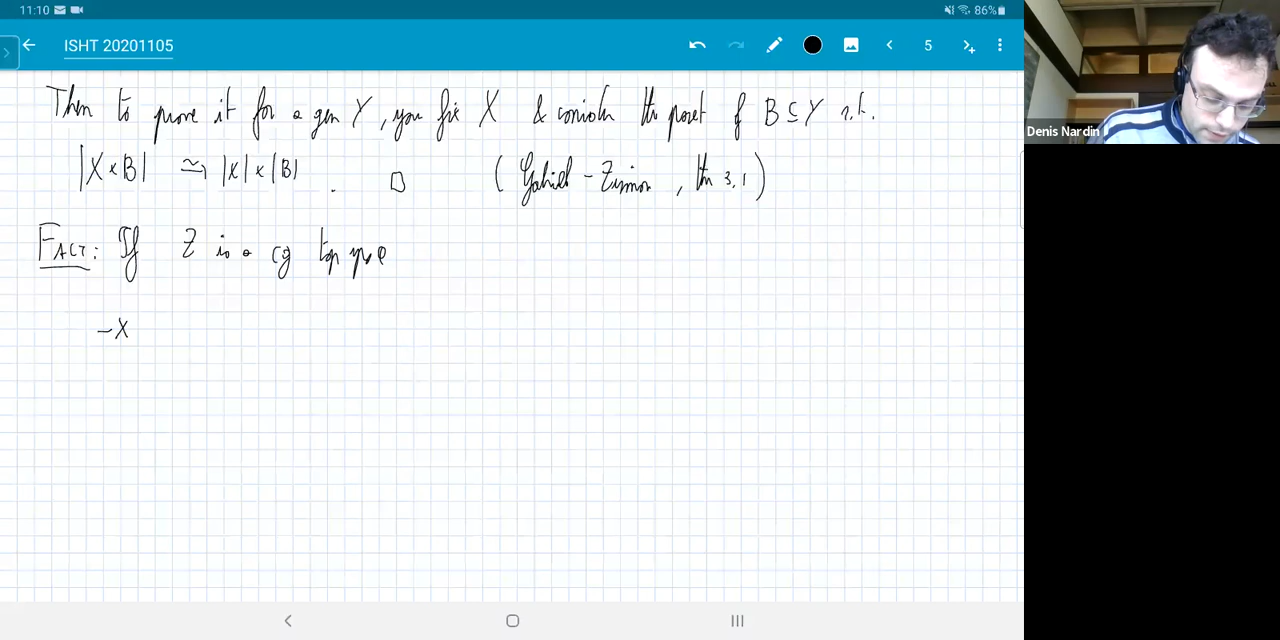 11:10 86%
ISHT 20201105 5
Then to prove it for a gen Y, you fix X & consider the poset of B ⊆ Y s.t.
|X × B| ≃→ |X| × |B| . □ (Gabriel - Zisman, thm 3.1)
FACT: If Z is a cg top space
– X
Denis Nardin